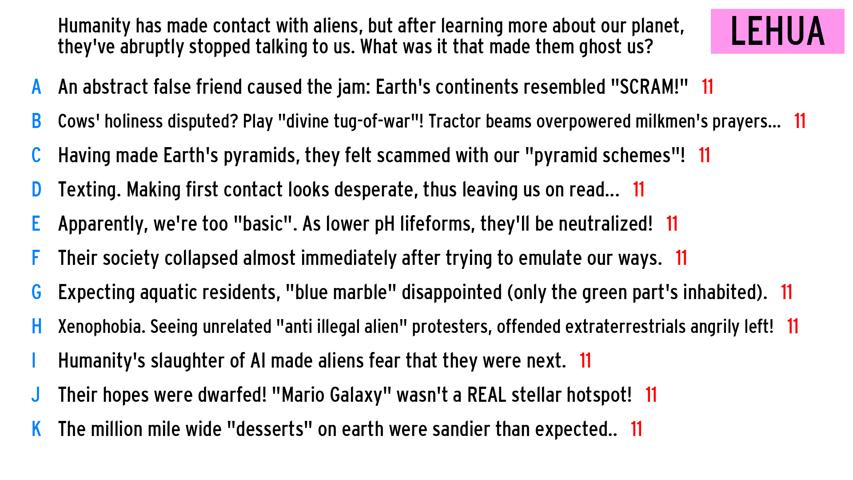 Humanity has made contact with aliens, but after learning more about our planet,
they've abruptly stopped talking to us. What was it that made them ghost us?
LEHUA
A An abstract false friend caused the jam: Earth's continents resembled "SCRAM!" 11
B Cows' holiness disputed? Play "divine tug-of-war"! Tractor beams overpowered milkmen's prayers... 11
C Having made Earth's pyramids, they felt scammed with our "pyramid schemes"! 11
D Texting. Making first contact looks desperate, thus leaving us on read... 11
E Apparently, we're too "basic". As lower pH lifeforms, they'll be neutralized! 11
F Their society collapsed almost immediately after trying to emulate our ways. 11
G Expecting aquatic residents, "blue marble" disappointed (only the green part's inhabited). 11
H Xenophobia. Seeing unrelated "anti illegal alien" protesters, offended extraterrestrials angrily left! 11
I Humanity's slaughter of AI made aliens fear that they were next. 11
J Their hopes were dwarfed! "Mario Galaxy" wasn't a REAL stellar hotspot! 11
K The million mile wide "desserts" on earth were sandier than expected.. 11